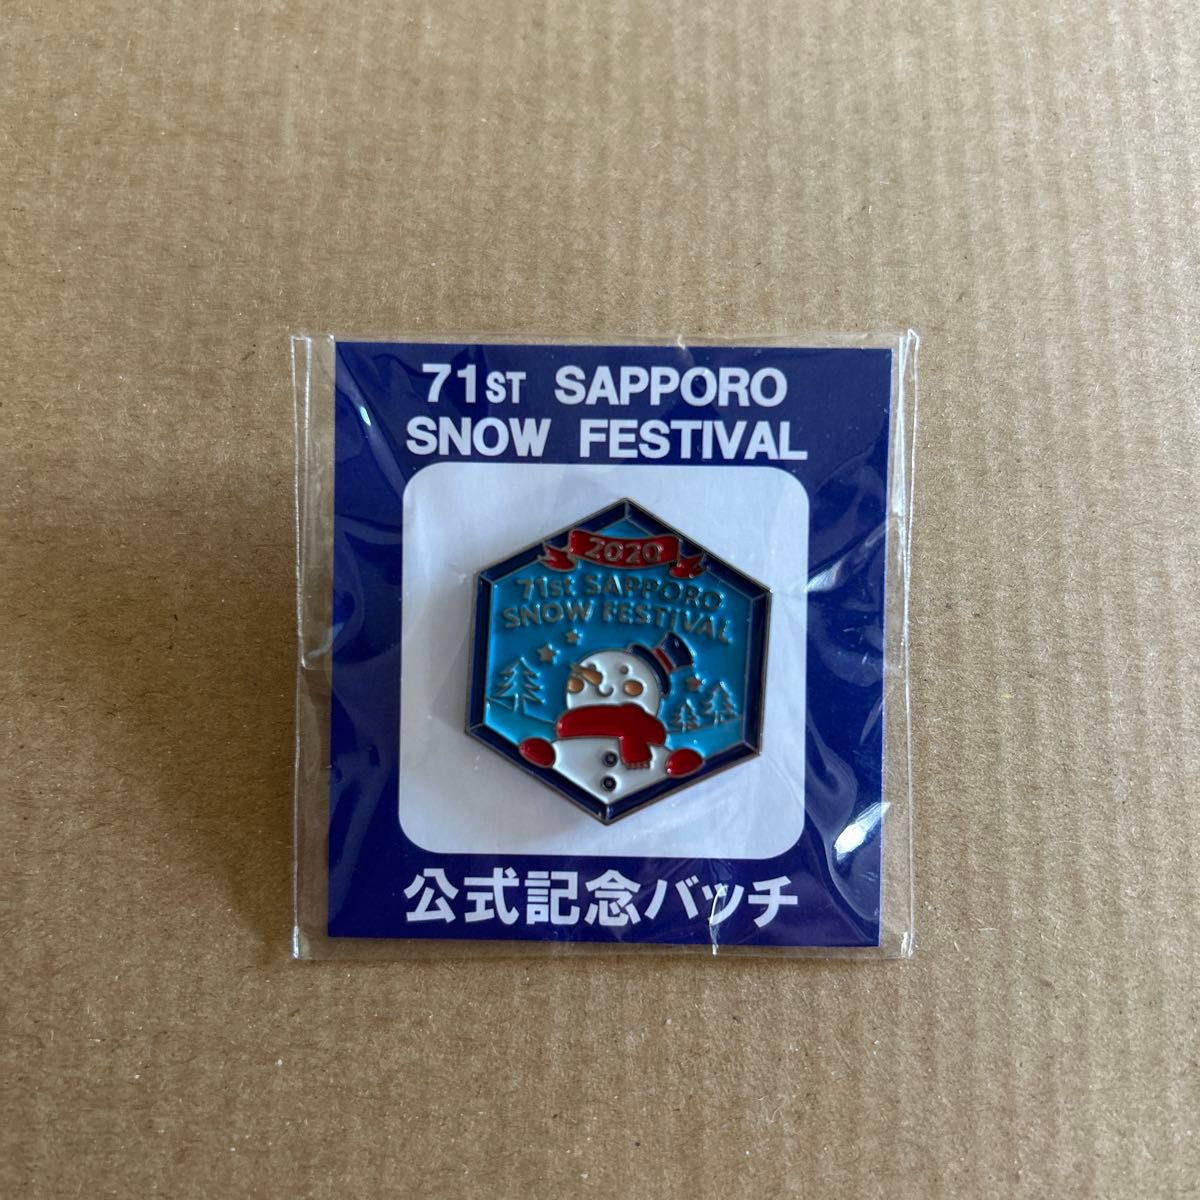 71ST SAPPORO
SNOW FESTIVAL
2020
71st SAPPORO
SNOW FESTIVAL
公式記念バッチ